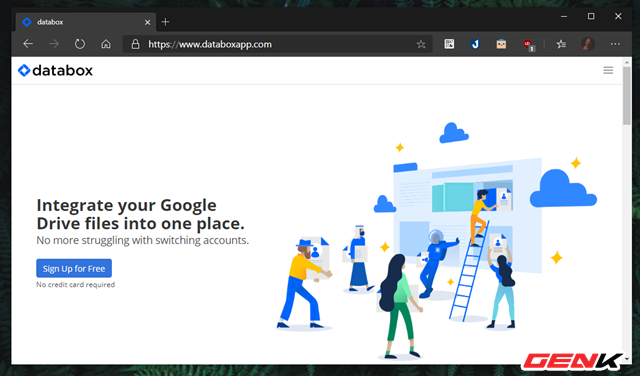 databox
https://www.databoxapp.com
databox
Integrate your Google
Drive files into one place.
No more struggling with switching accounts.
Sign Up for Free
No credit card required
GENK